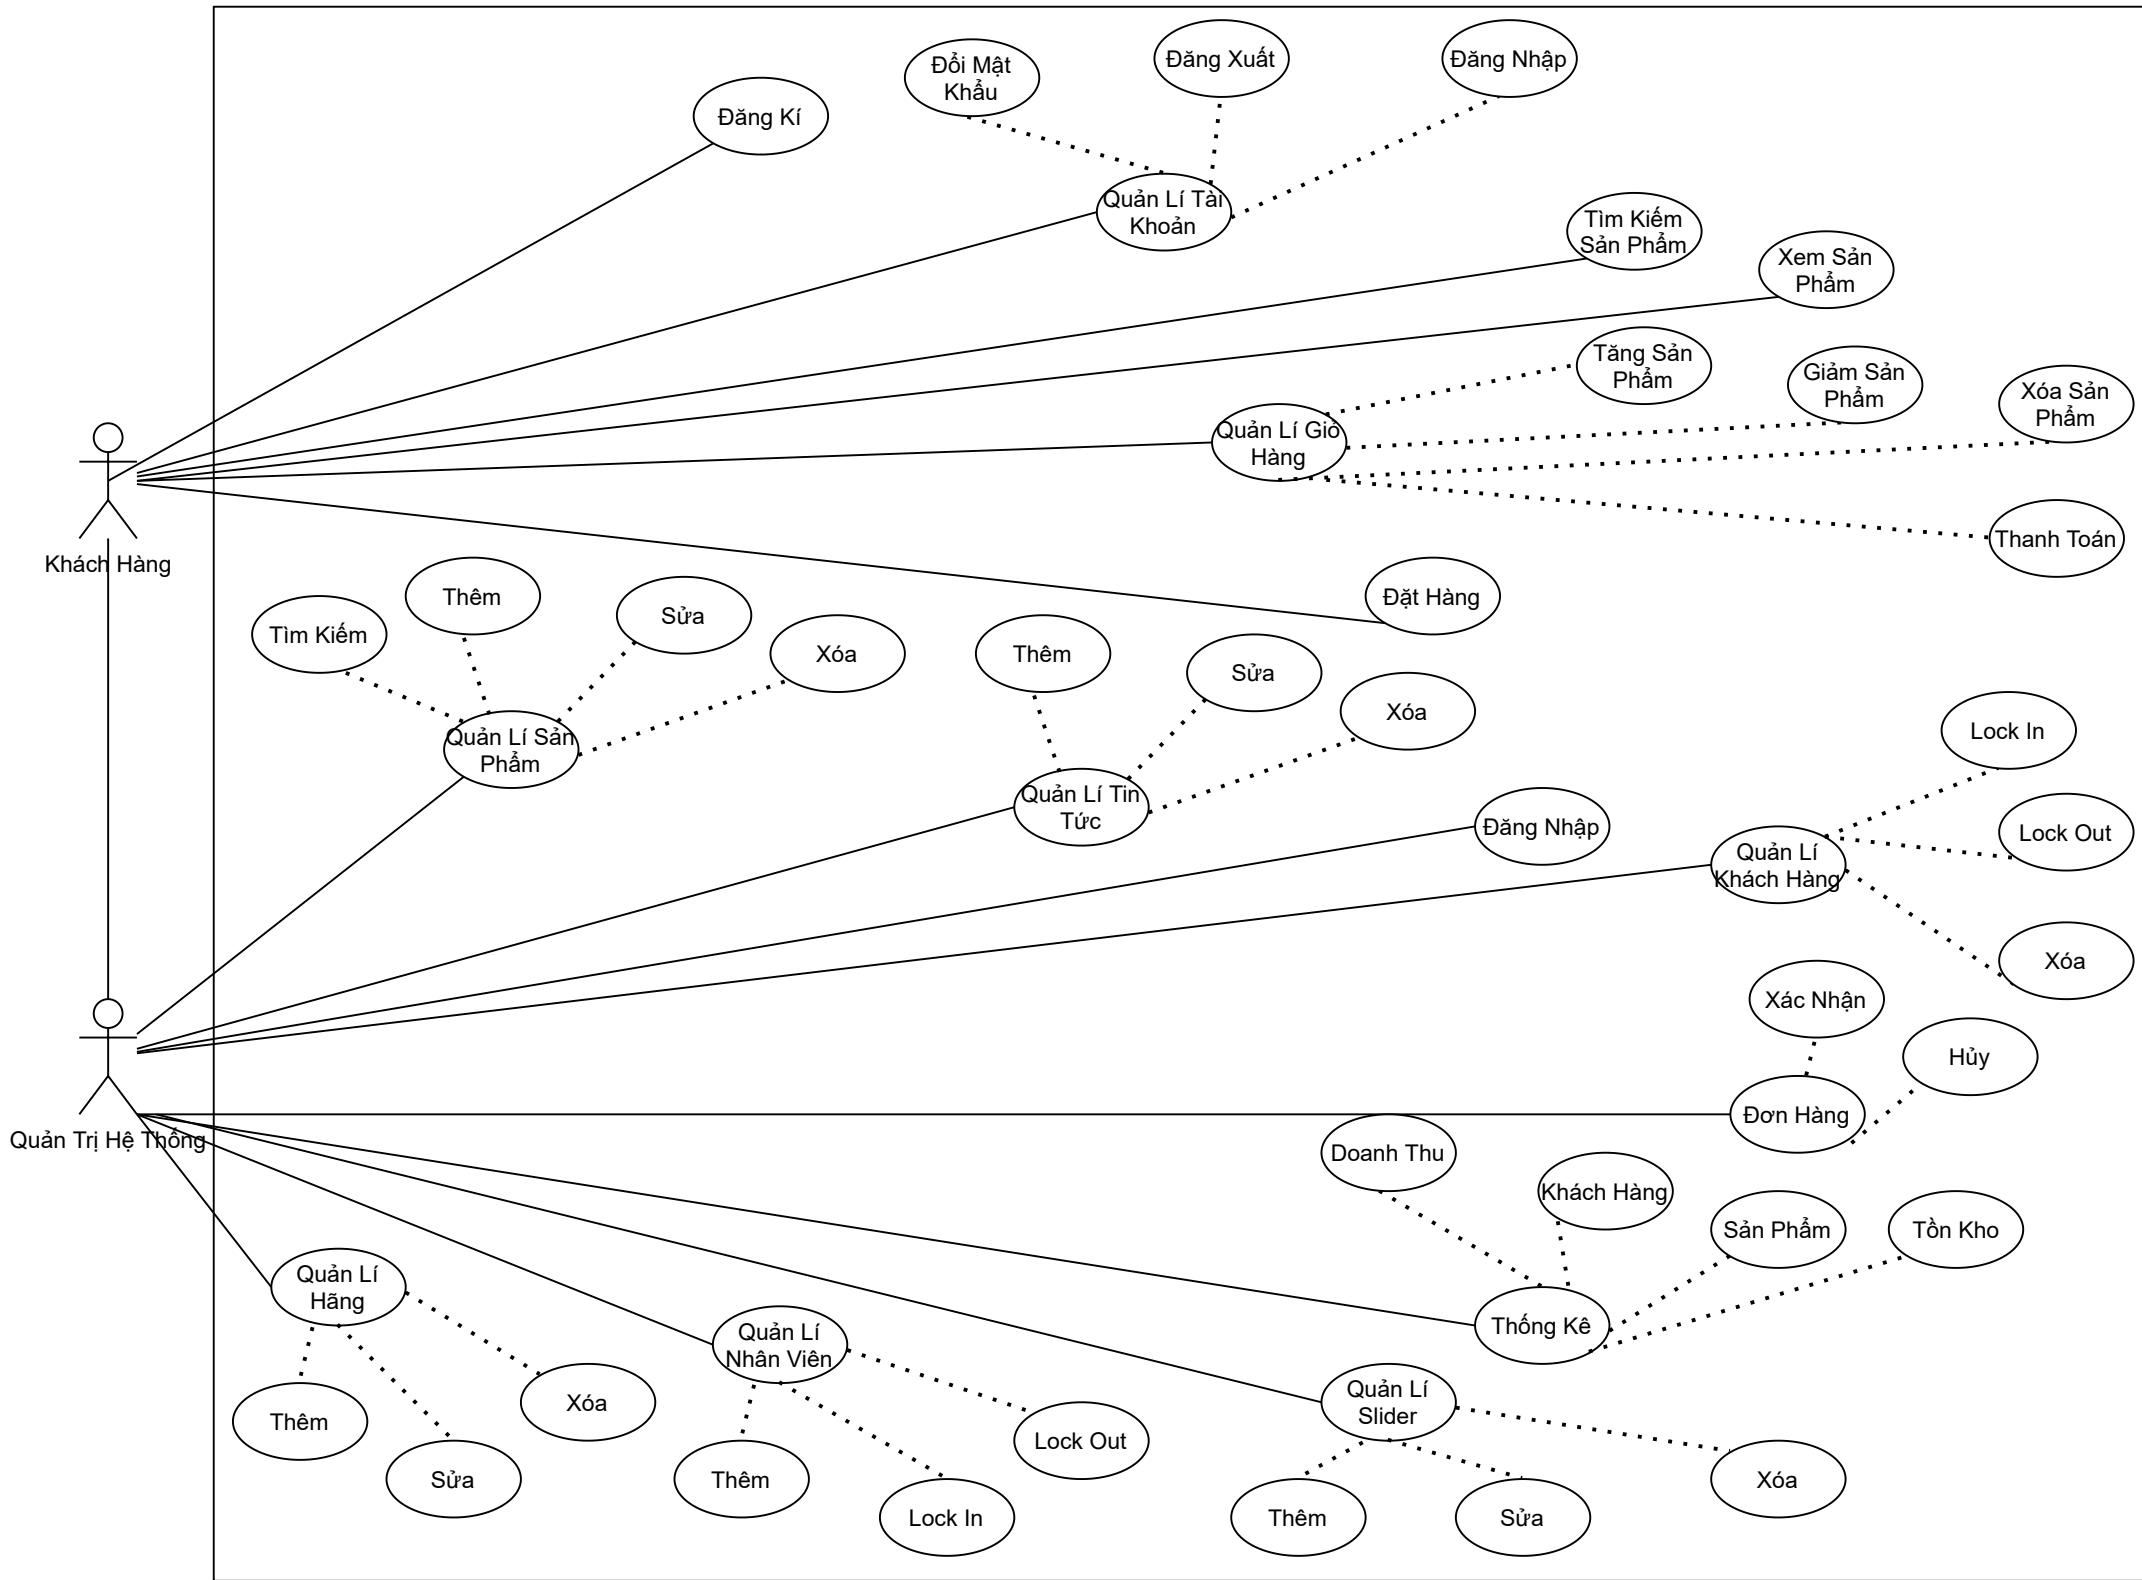 Đăng Kí
Đổi Mật
Khẩu
Đăng Xuất
Đăng Nhập
Quản Lí Tài
Khoản
Tìm Kiếm
Sản Phẩm
Xem Sản
Phẩm
Tăng Sản
Phẩm
Giảm Sản
Phẩm
Xóa Sản
Phẩm
Quản Lí Giỏ
Hàng
Thanh Toán
Khách Hàng
Đặt Hàng
Tìm Kiếm
Thêm
Sửa
Xóa
Quản Lí Sản
Phẩm
Thêm
Sửa
Xóa
Quản Lí Tin
Tức
Đăng Nhập
Lock In
Lock Out
Quản Lí
Khách Hàng
Xóa
Xác Nhận
Hủy
Đơn Hàng
Quản Trị Hệ Thống
Doanh Thu
Khách Hàng
Sản Phẩm
Tồn Kho
Thống Kê
Quản Lí
Hãng
Thêm
Sửa
Xóa
Quản Lí
Nhân Viên
Thêm
Lock In
Lock Out
Quản Lí
Slider
Thêm
Sửa
Xóa